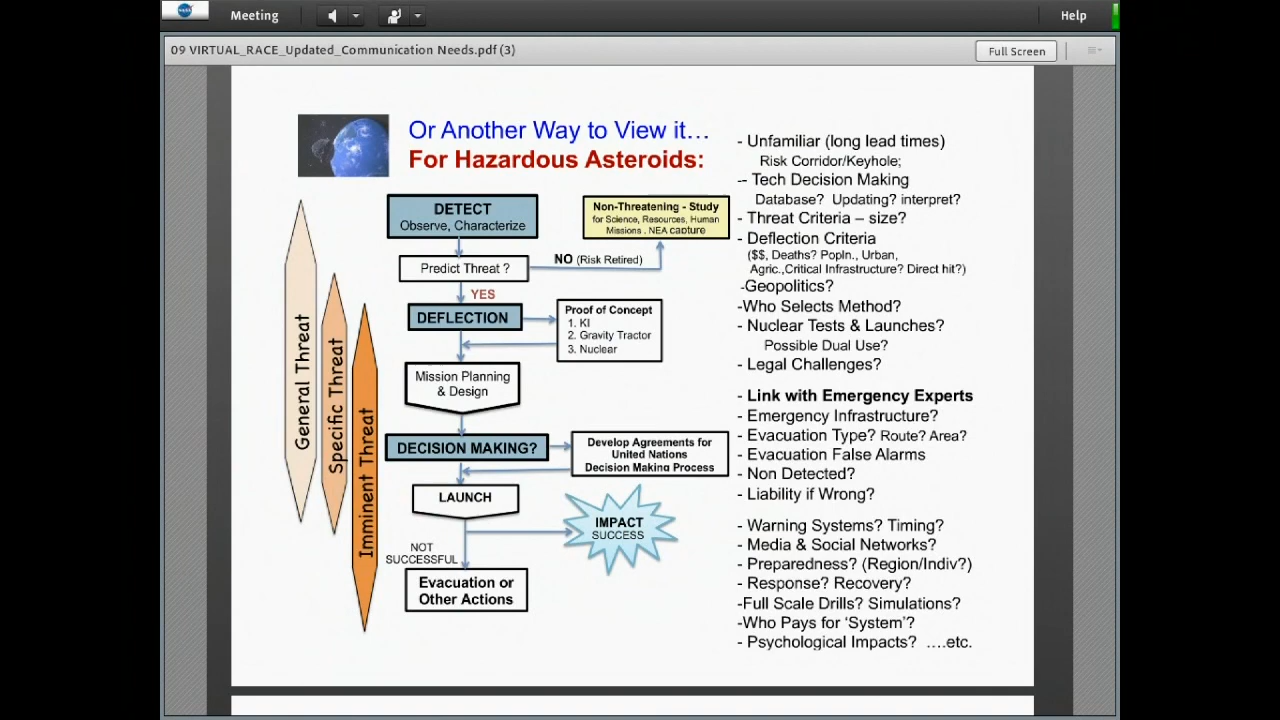 Meeting
Help
09 VIRTUAL_RACE_Updated_Communication Needs.pdf (3)
Full Screen
Or Another Way to View it…
For Hazardous Asteroids:
General Threat
Specific Threat
Imminent Threat
DETECT
Observe, Characterize
Non-Threatening - Study
for Science, Resources, Human
Missions , NEA capture
Predict Threat ?
NO (Risk Retired)
YES
DEFLECTION
Proof of Concept
1. KI
2. Gravity Tractor
3. Nuclear
Mission Planning
& Design
DECISION MAKING?
Develop Agreements for
United Nations
Decision Making Process
LAUNCH
IMPACT
SUCCESS
NOT
SUCCESSFUL
Evacuation or
Other Actions
- Unfamiliar (long lead times)
Risk Corridor/Keyhole;
-- Tech Decision Making
Database? Updating? interpret?
- Threat Criteria – size?
- Deflection Criteria
($$, Deaths? Popln., Urban,
Agric.,Critical Infrastructure? Direct hit?)
-Geopolitics?
-Who Selects Method?
- Nuclear Tests & Launches?
Possible Dual Use?
- Legal Challenges?
- Link with Emergency Experts
- Emergency Infrastructure?
- Evacuation Type? Route? Area?
- Evacuation False Alarms
- Non Detected?
- Liability if Wrong?
- Warning Systems? Timing?
- Media & Social Networks?
- Preparedness? (Region/Indiv?)
- Response? Recovery?
-Full Scale Drills? Simulations?
-Who Pays for ‘System’?
- Psychological Impacts? ….etc.